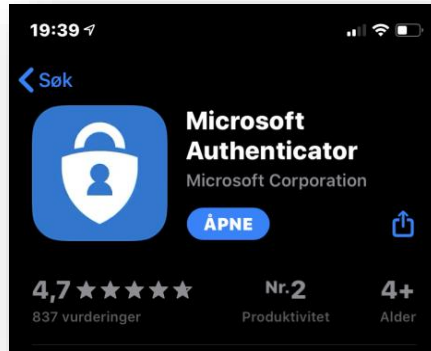 19:39
Søk
Microsoft
Authenticator
Microsoft Corporation
ÅPNE
4,7 Nr.2 4+
837 vurderinger Produktivitet Alder